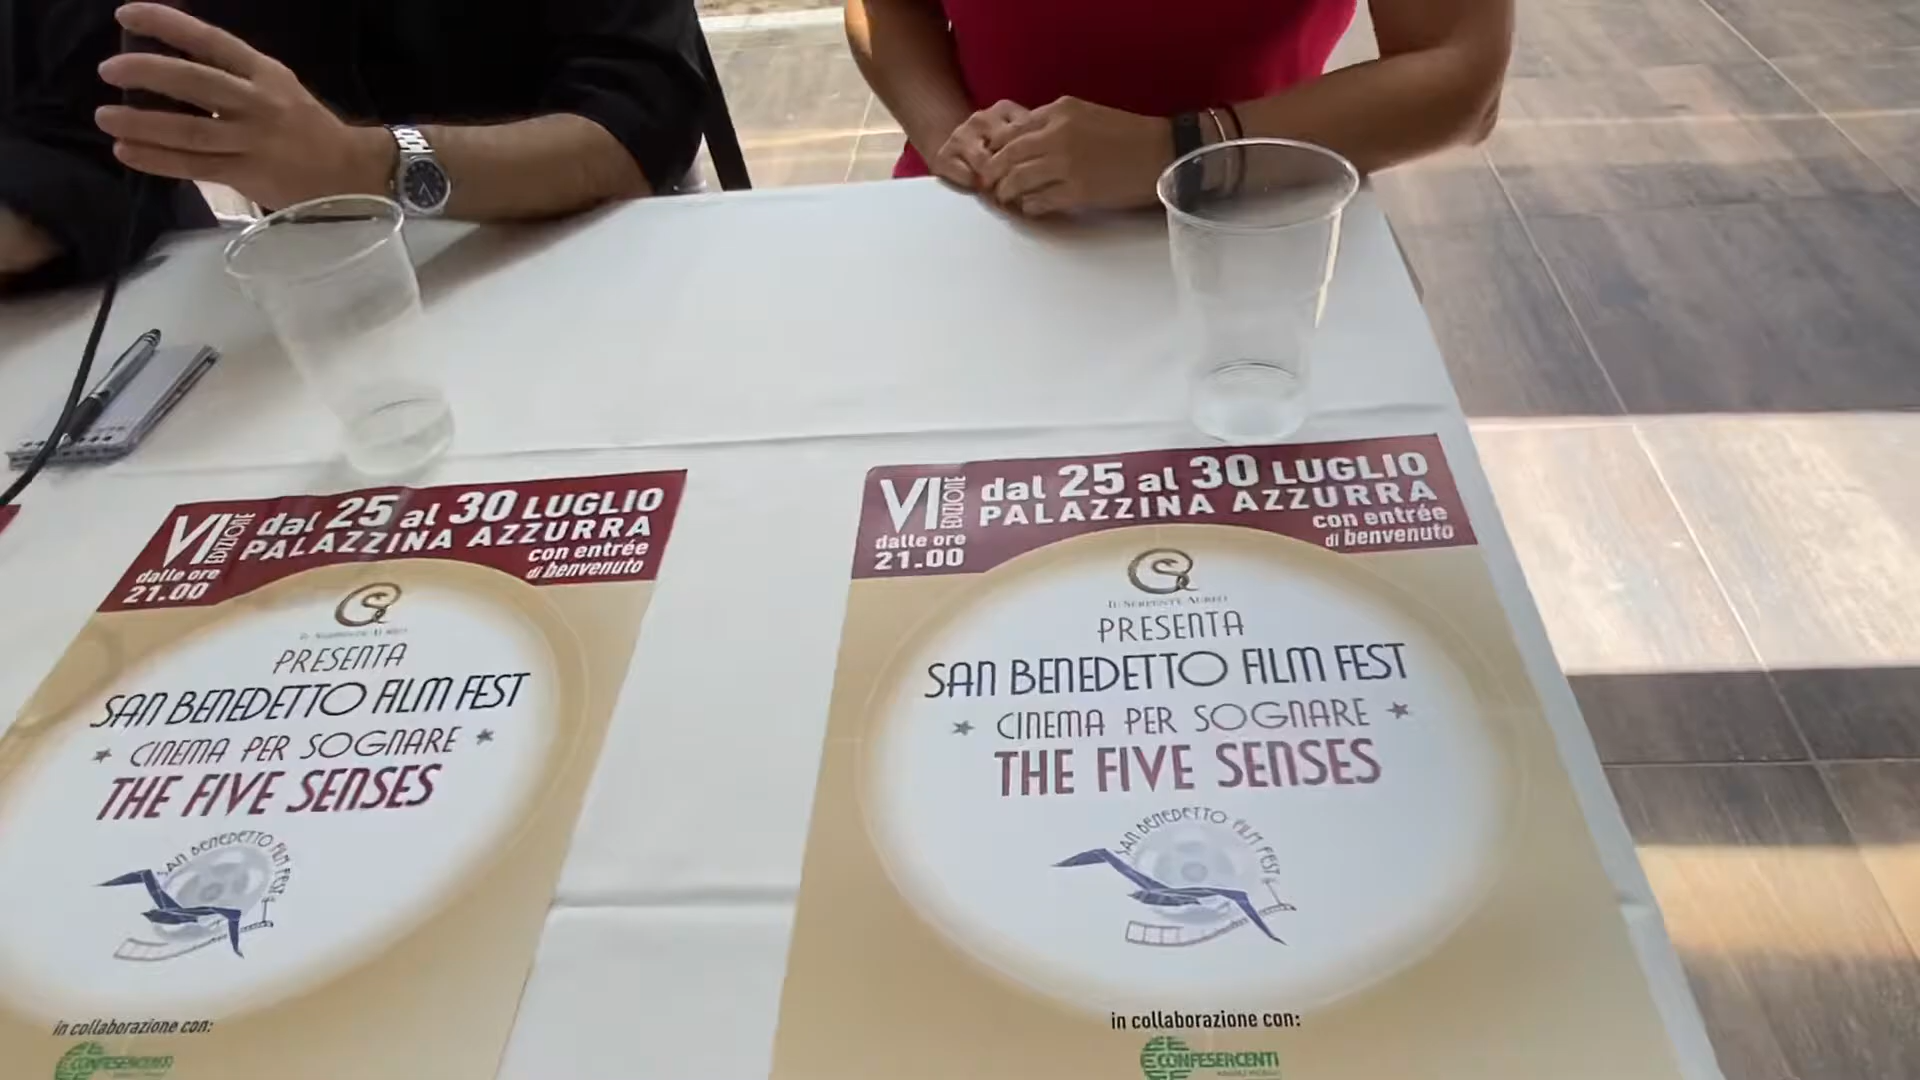 VI EDIZIONE
dal 25 al 30 LUGLIO
PALAZZINA AZZURRA
con entrée
di benvenuto
dalle ore
21.00
IL SERPENTE AUREO
PRESENTA
SAN BENEDETTO FILM FEST
CINEMA PER SOGNARE
THE FIVE SENSES
SAN BENEDETTO FILM FEST
in collaborazione con:
CONFESERCENTI
VI EDIZIONE
dal 25 al 30 LUGLIO
PALAZZINA AZZURRA
con entrée
di benvenuto
dalle ore
21.00
IL SERPENTE AUREO
PRESENTA
SAN BENEDETTO FILM FEST
CINEMA PER SOGNARE
THE FIVE SENSES
SAN BENEDETTO FILM FEST
in collaborazione con:
CONFESERCENTI